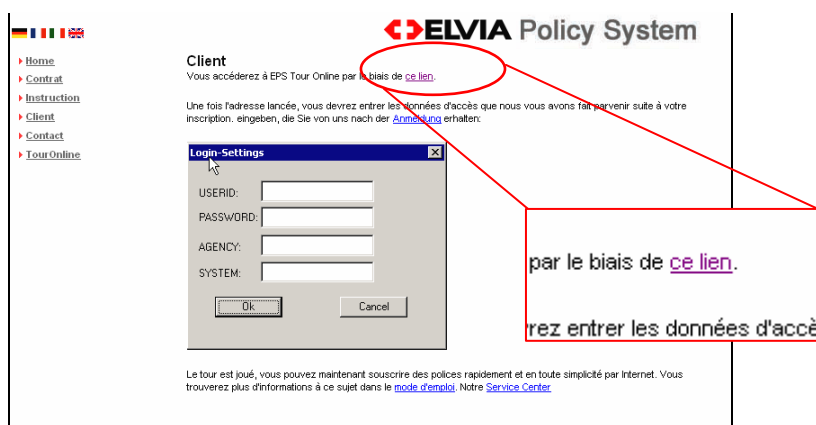 ELVIA Policy System
Home
Contrat
Instruction
Client
Contact
TourOnline
Client
Vous accéderez à EPS Tour Online par le biais de ce lien.
Une fois l'adresse lancée, vous devrez entrer les données d'accès que nous vous avons fait parvenir suite à votre
inscription. eingeben, die Sie von uns nach der Anmeldung erhalten:
Login-Settings
USERID:
PASSWORD:
AGENCY:
SYSTEM:
Ok
Cancel
par le biais de ce lien.
rez entrer les données d'accè
Le tour est joué, vous pouvez maintenant souscrire des polices rapidement et en toute simplicité par Internet. Vous
trouverez plus d'informations à ce sujet dans le mode d'emploi. Notre Service Center